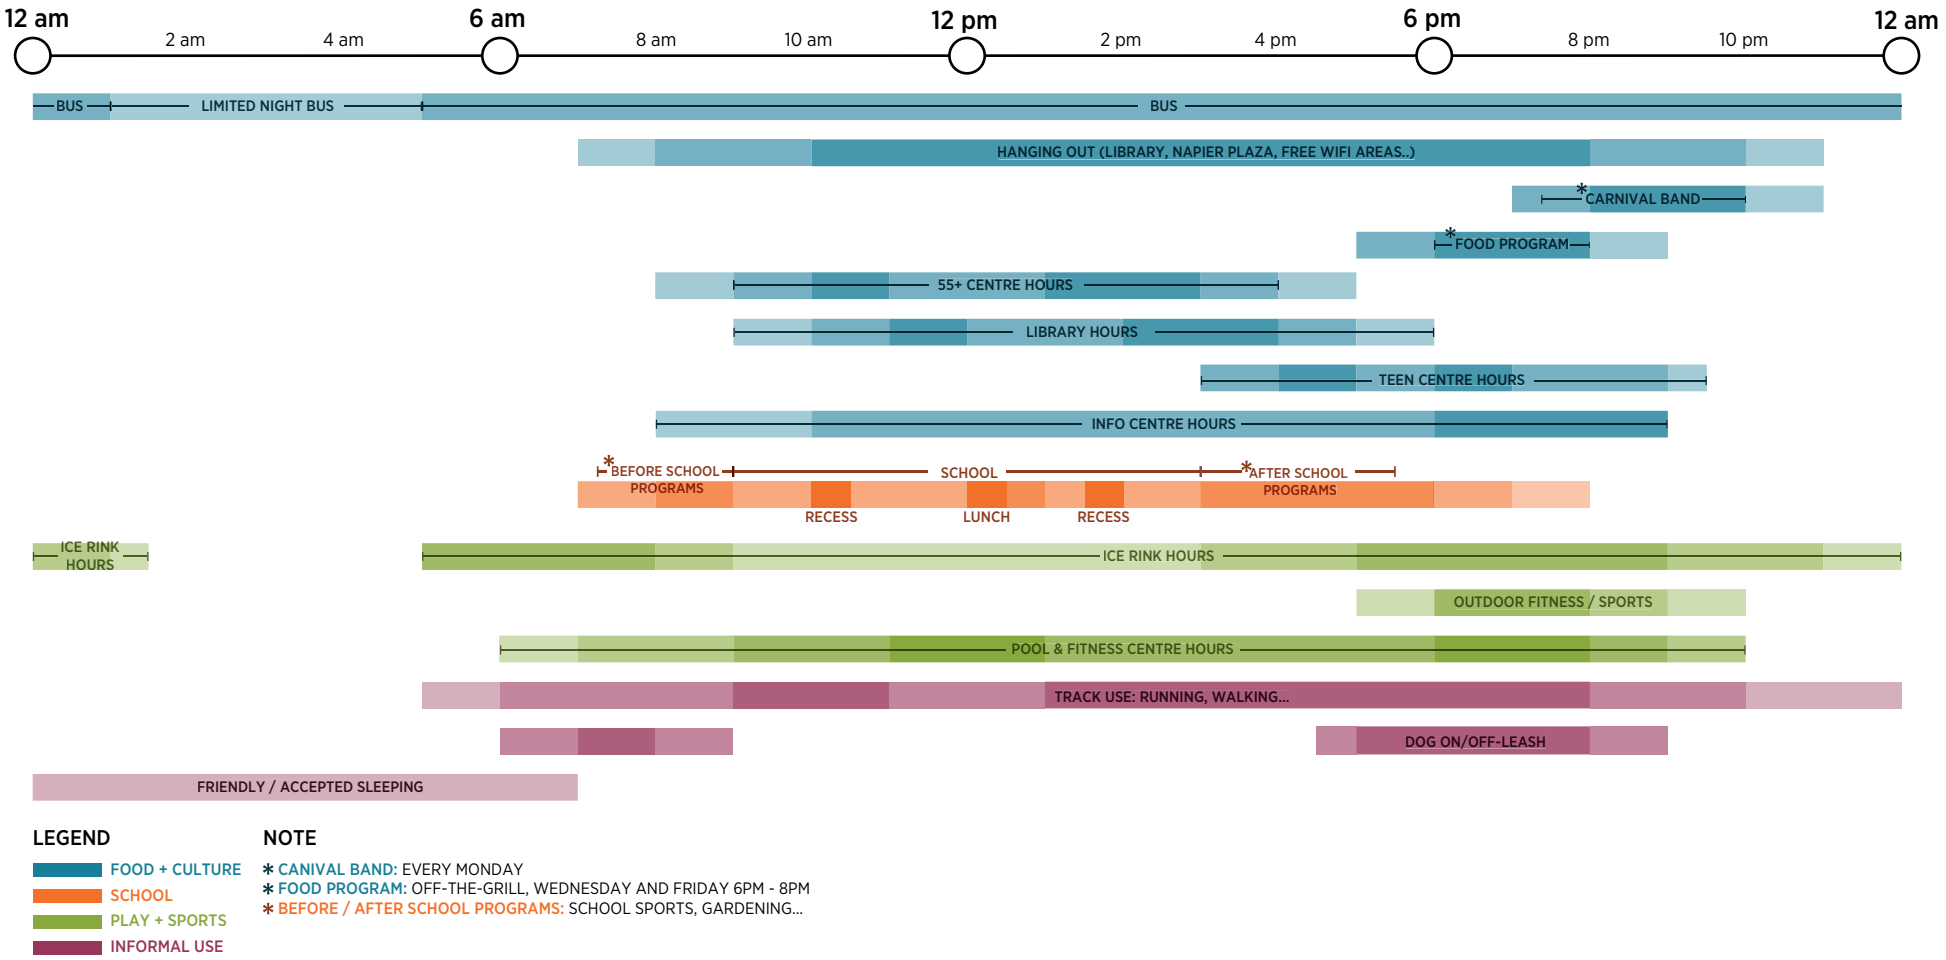 12 am
6 am
12 pm
6 pm
12 am
2 am
4 am
8 am
10 am
2 pm
4 pm
8 pm
10 pm
BUS
LIMITED NIGHT BUS
BUS
HANGING OUT (LIBRARY, NAPIER PLAZA, FREE WIFI AREAS..)
*CARNIVAL BAND
*FOOD PROGRAM
55+ CENTRE HOURS
LIBRARY HOURS
TEEN CENTRE HOURS
INFO CENTRE HOURS
*BEFORE SCHOOL
PROGRAMS
SCHOOL
*AFTER SCHOOL
PROGRAMS
RECESS
LUNCH
RECESS
ICE RINK
HOURS
ICE RINK HOURS
OUTDOOR FITNESS / SPORTS
POOL & FITNESS CENTRE HOURS
TRACK USE: RUNNING, WALKING...
DOG ON/OFF-LEASH
FRIENDLY / ACCEPTED SLEEPING
LEGEND
FOOD + CULTURE
SCHOOL
PLAY + SPORTS
INFORMAL USE
NOTE
* CANIVAL BAND: EVERY MONDAY
* FOOD PROGRAM: OFF-THE-GRILL, WEDNESDAY AND FRIDAY 6PM - 8PM
* BEFORE / AFTER SCHOOL PROGRAMS: SCHOOL SPORTS, GARDENING...